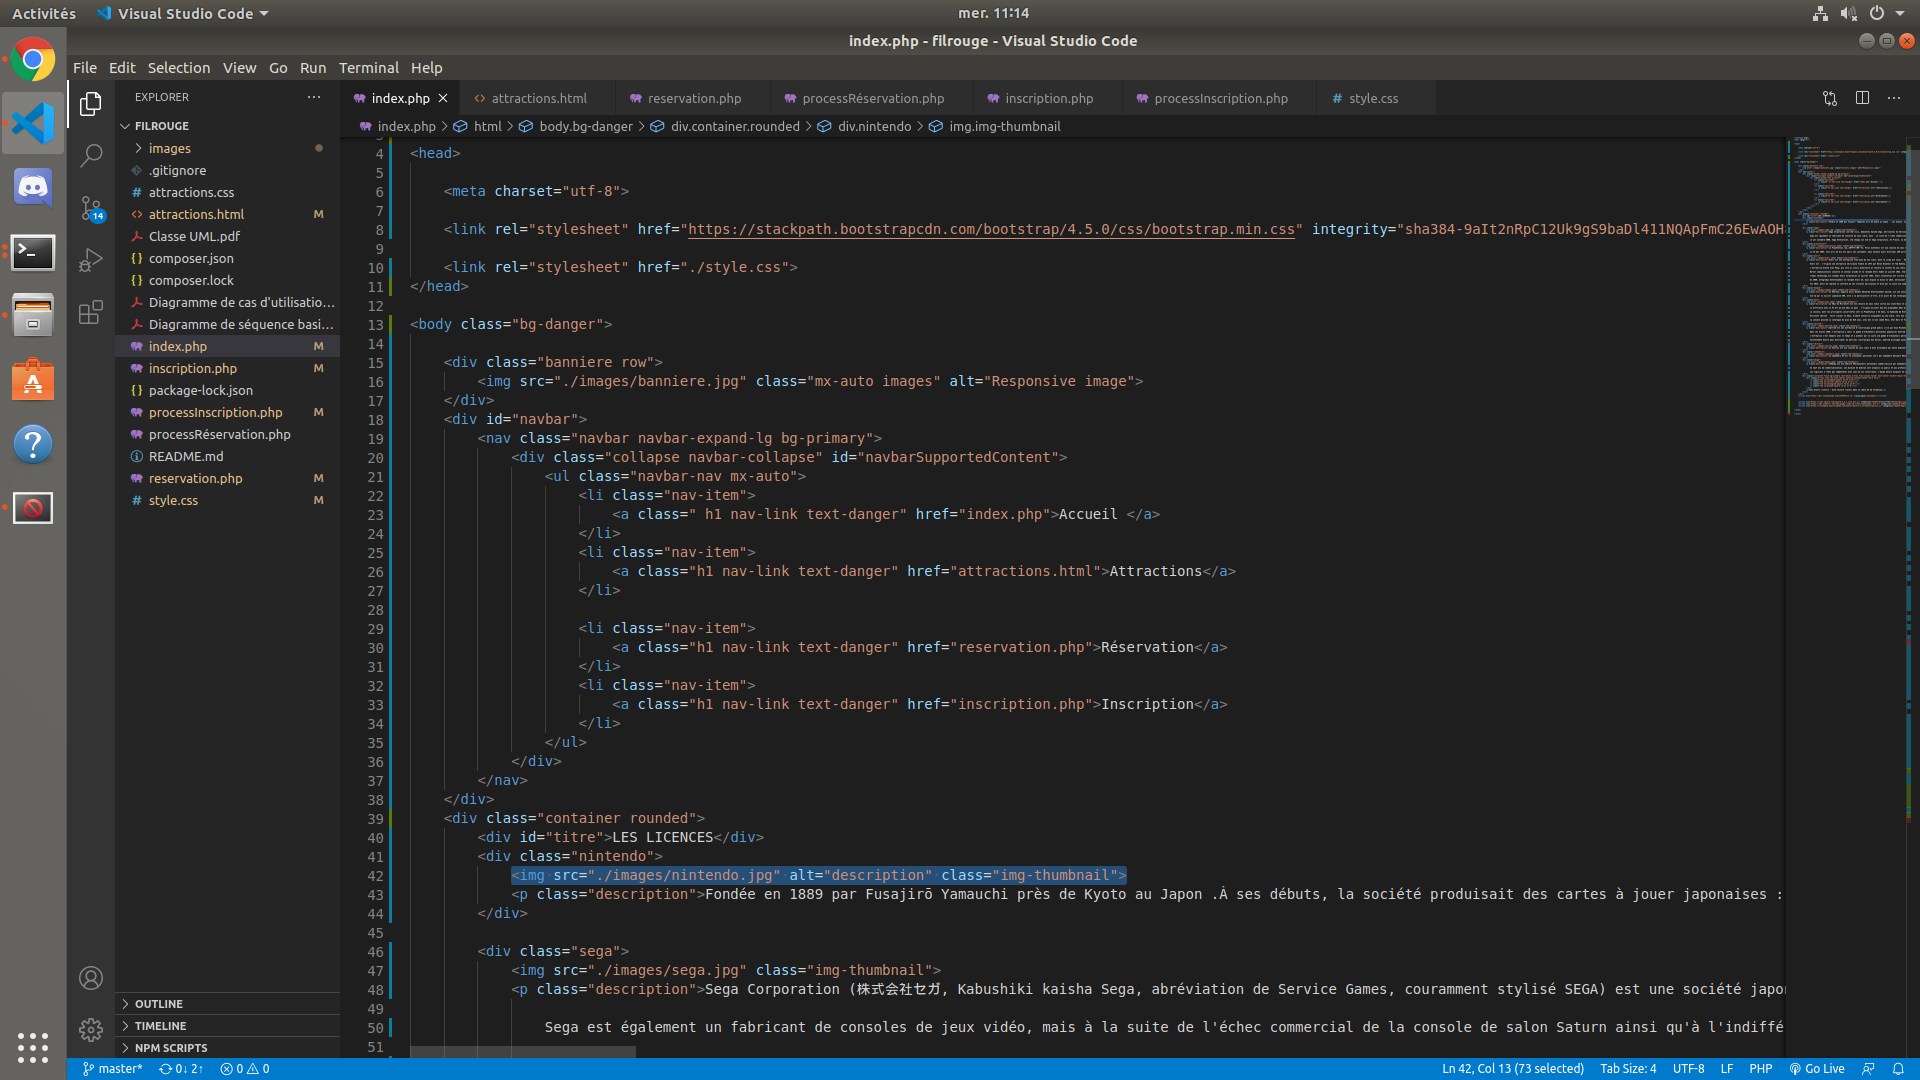 Activités
Visual Studio Code
mer. 11:14
index.php - filrouge - Visual Studio Code
File Edit Selection View Go Run Terminal Help
EXPLORER
index.php
attractions.html
reservation.php
processRéservation.php
inscription.php
processInscription.php
style.css
index.php > html > body.bg-danger > div.container.rounded > div.nintendo > img.img-thumbnail
FILROUGE
images
.gitignore
attractions.css
attractions.html M
Classe UML.pdf
composer.json
composer.lock
Diagramme de cas d'utilisatio...
Diagramme de séquence basi...
index.php M
inscription.php M
package-lock.json
processInscription.php M
processRéservation.php
README.md
reservation.php M
style.css M
14
OUTLINE
TIMELINE
NPM SCRIPTS
4 <head>
5
6 <meta charset="utf-8">
7
8 <link rel="stylesheet" href="https://stackpath.bootstrapcdn.com/bootstrap/4.5.0/css/bootstrap.min.css" integrity="sha384-9aIt2nRpC12Uk9gS9baDl411NQApFmC26EwAOH
9
10 <link rel="stylesheet" href="./style.css">
11 </head>
12
13 <body class="bg-danger">
14
15 <div class="banniere row">
16 <img src="./images/banniere.jpg" class="mx-auto images" alt="Responsive image">
17 </div>
18 <div id="navbar">
19 <nav class="navbar navbar-expand-lg bg-primary">
20 <div class="collapse navbar-collapse" id="navbarSupportedContent">
21 <ul class="navbar-nav mx-auto">
22 <li class="nav-item">
23 <a class=" h1 nav-link text-danger" href="index.php">Accueil </a>
24 </li>
25 <li class="nav-item">
26 <a class="h1 nav-link text-danger" href="attractions.html">Attractions</a>
27 </li>
28
29 <li class="nav-item">
30 <a class="h1 nav-link text-danger" href="reservation.php">Réservation</a>
31 </li>
32 <li class="nav-item">
33 <a class="h1 nav-link text-danger" href="inscription.php">Inscription</a>
34 </li>
35 </ul>
36 </div>
37 </nav>
38 </div>
39 <div class="container rounded">
40 <div id="titre">LES LICENCES</div>
41 <div class="nintendo">
42 <img src="./images/nintendo.jpg" alt="description" class="img-thumbnail">
43 <p class="description">Fondée en 1889 par Fusajirō Yamauchi près de Kyoto au Japon .À ses débuts, la société produisait des cartes à jouer japonaises :
44 </div>
45
46 <div class="sega">
47 <img src="./images/sega.jpg" class="img-thumbnail">
48 <p class="description">Sega Corporation (株式会社セガ, Kabushiki kaisha Sega, abréviation de Service Games, couramment stylisé SEGA) est une société japo
49
50 Sega est également un fabricant de consoles de jeux vidéo, mais à la suite de l'échec commercial de la console de salon Saturn ainsi qu'à l'indiffé
51
master* 0↓ 2↑ 0 0
Ln 42, Col 13 (73 selected) Tab Size: 4 UTF-8 LF PHP Go Live